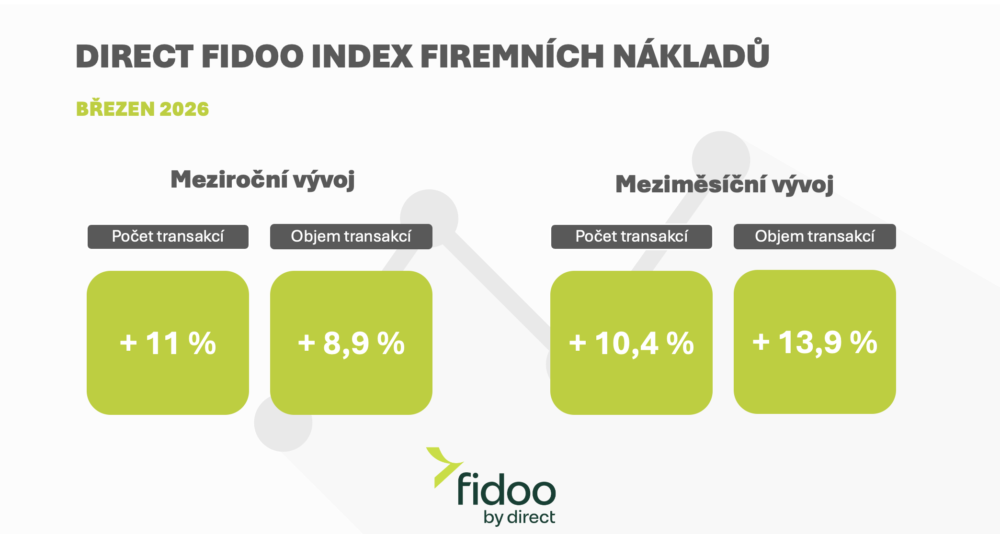 DIRECT FIDOO INDEX FIREMNÍCH NÁKLADŮ
BŘEZEN 2026
Meziroční vývoj
Počet transakcí
Objem transakcí
+ 11 %
+ 8,9 %
Meziměsíční vývoj
Počet transakcí
Objem transakcí
+ 10,4 %
+ 13,9 %
fidoo
by direct